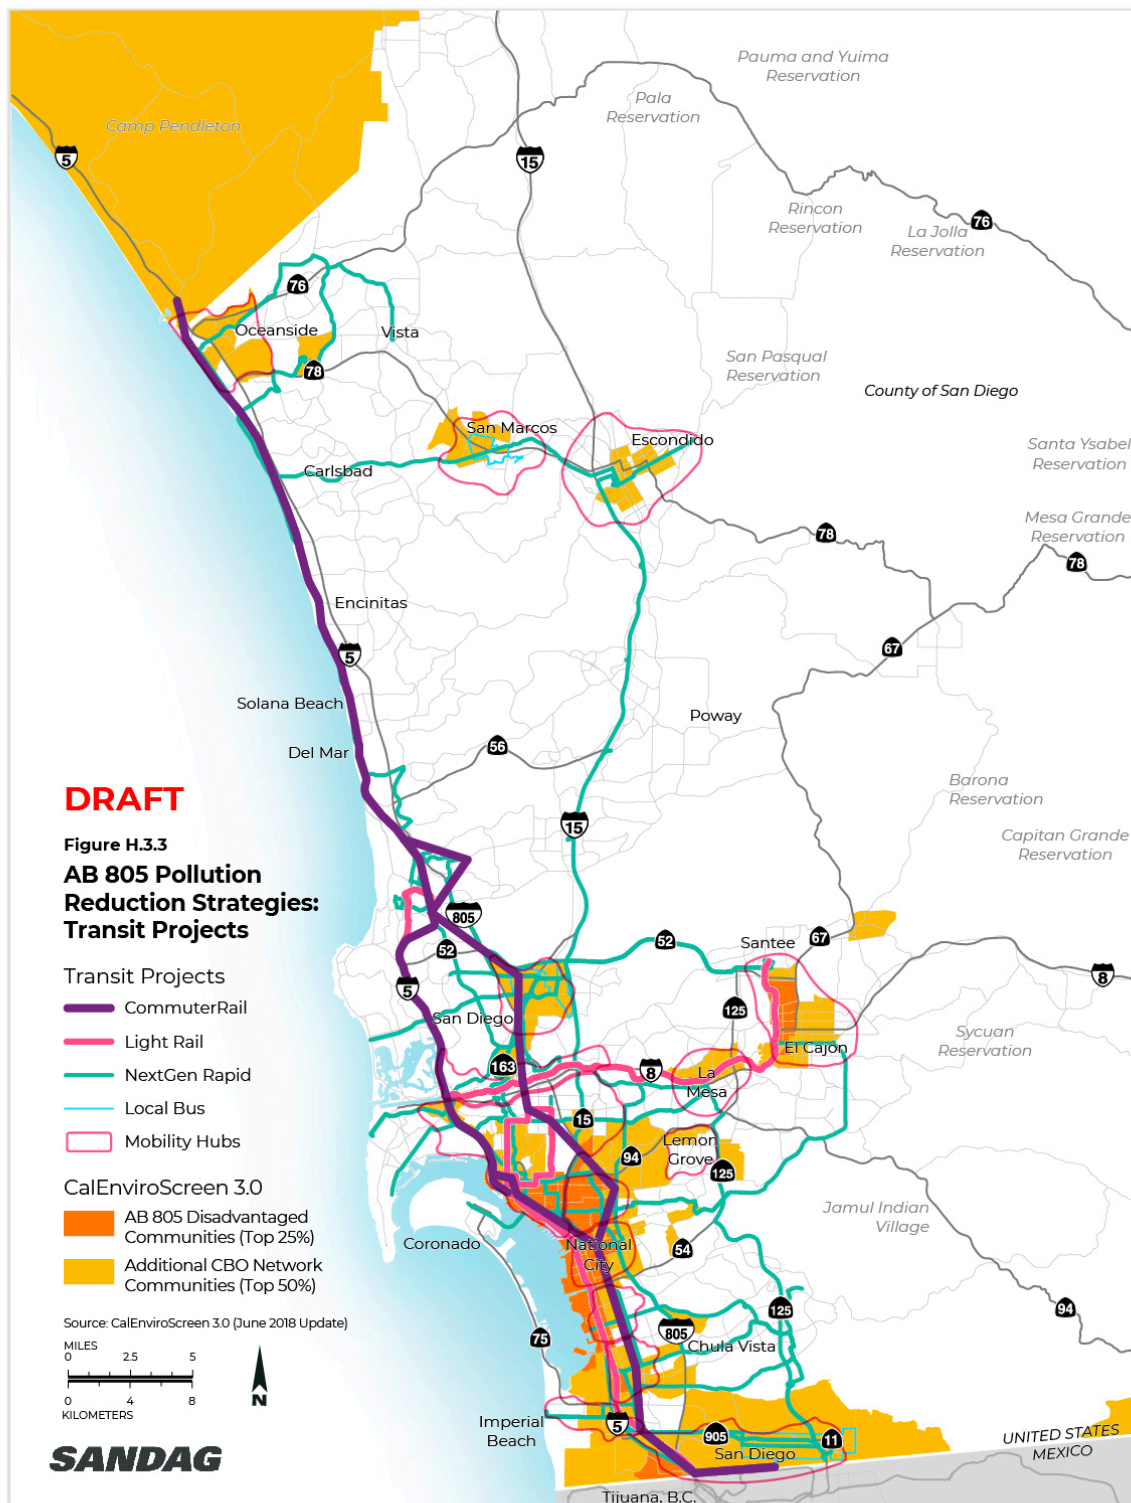 Pauma and Yuima
Reservation
Pala
Reservation
Camp Pendleton
5
15
Rincon
Reservation
La Jolla
Reservation
76
76
Oceanside
Vista
San Pasqual
Reservation
78
County of San Diego
San Marcos
Escondido
Santa Ysabel
Reservation
Carlsbad
Mesa Grande
Reservation
78
78
Encinitas
5
67
Solana Beach
Poway
Del Mar
56
Barona
Reservation
15
Capitan Grande
Reservation
DRAFT
Figure H.3.3
AB 805 Pollution
Reduction Strategies:
Transit Projects
805
52
52
Santee
67
8
5
125
San Diego
Sycuan
Reservation
El Cajon
163
8
La
Mesa
15
94
Lemon
Grove
125
Jamul Indian
Village
Coronado
National
City
54
94
125
75
805
Chula Vista
Imperial
Beach
5
905
11
San Diego
UNITED STATES
MEXICO
Tijuana, B.C.
Transit Projects
CommuterRail
Light Rail
NextGen Rapid
Local Bus
Mobility Hubs
CalEnviroScreen 3.0
AB 805 Disadvantaged
Communities (Top 25%)
Additional CBO Network
Communities (Top 50%)
Source: CalEnviroScreen 3.0 (June 2018 Update)
MILES
0 2.5 5
0 4 8
KILOMETERS
N
SANDAG